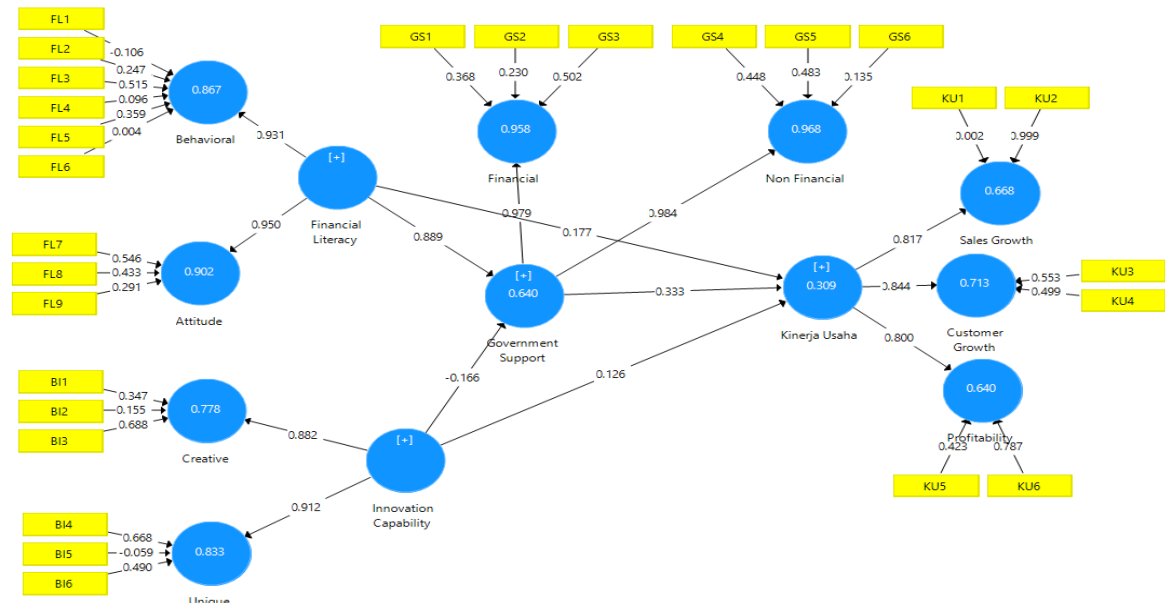 FL1
FL2
FL3
FL4
FL5
FL6
-0.106
0.247
0.515
0.096
0.359
0.004
0.867
Behavioral
0.931
GS1
GS2
GS3
0.368
0.230
0.502
0.958
Financial
GS4
GS5
GS6
0.448
0.483
0.135
0.968
Non Financial
KU1
KU2
0.002
0.999
0.668
Sales Growth
[+]
Financial
Literacy
0.950
0.889
0.979
0.984
0.177
0.817
FL7
FL8
FL9
0.546
0.433
0.291
0.902
Attitude
[+]
0.640
Government
Support
0.333
[+]
0.309
Kinerja Usaha
0.844
0.713
Customer
Growth
0.553
0.499
KU3
KU4
0.800
-0.166
0.126
0.640
Profitability
0.423
0.787
KU5
KU6
BI1
BI2
BI3
0.347
0.155
0.688
0.778
Creative
0.882
[+]
Innovation
Capability
0.912
BI4
BI5
BI6
0.668
-0.059
0.490
0.833
Unique